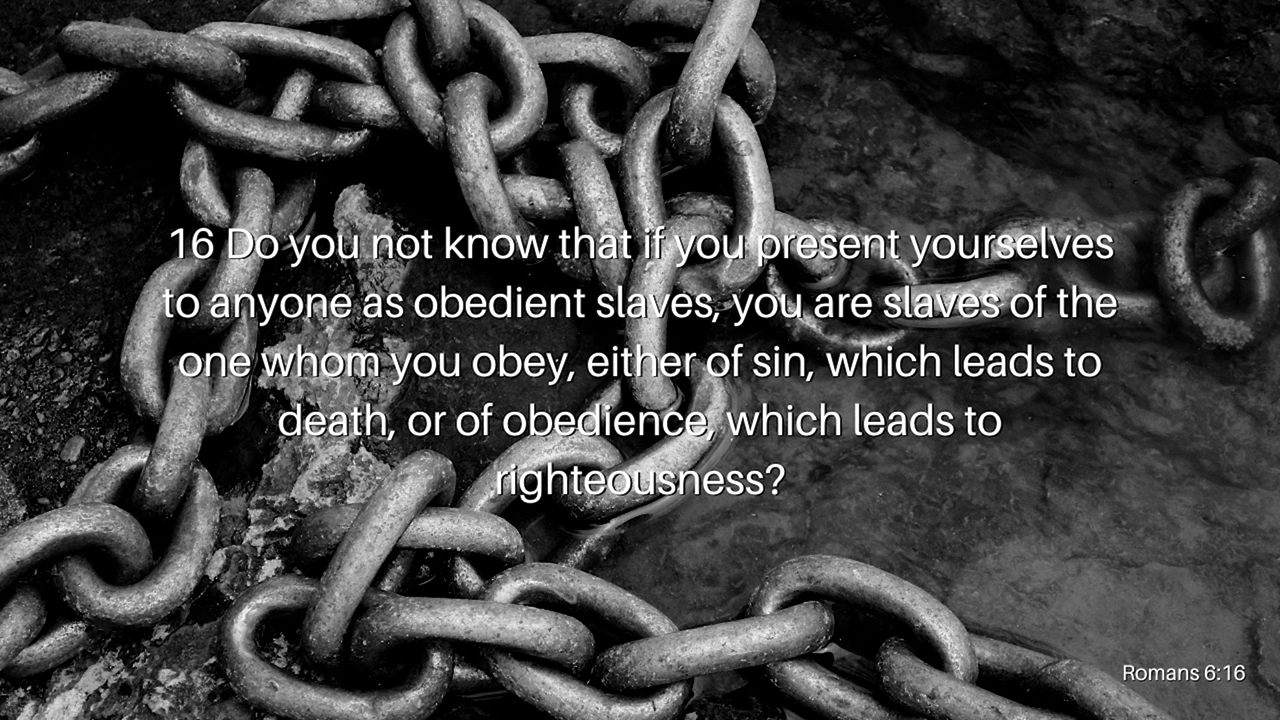 16 Do you not know that if you present yourselves
to anyone as obedient slaves, you are slaves of the
one whom you obey, either of sin, which leads to
death, or of obedience, which leads to
righteousness?
Romans 6:16